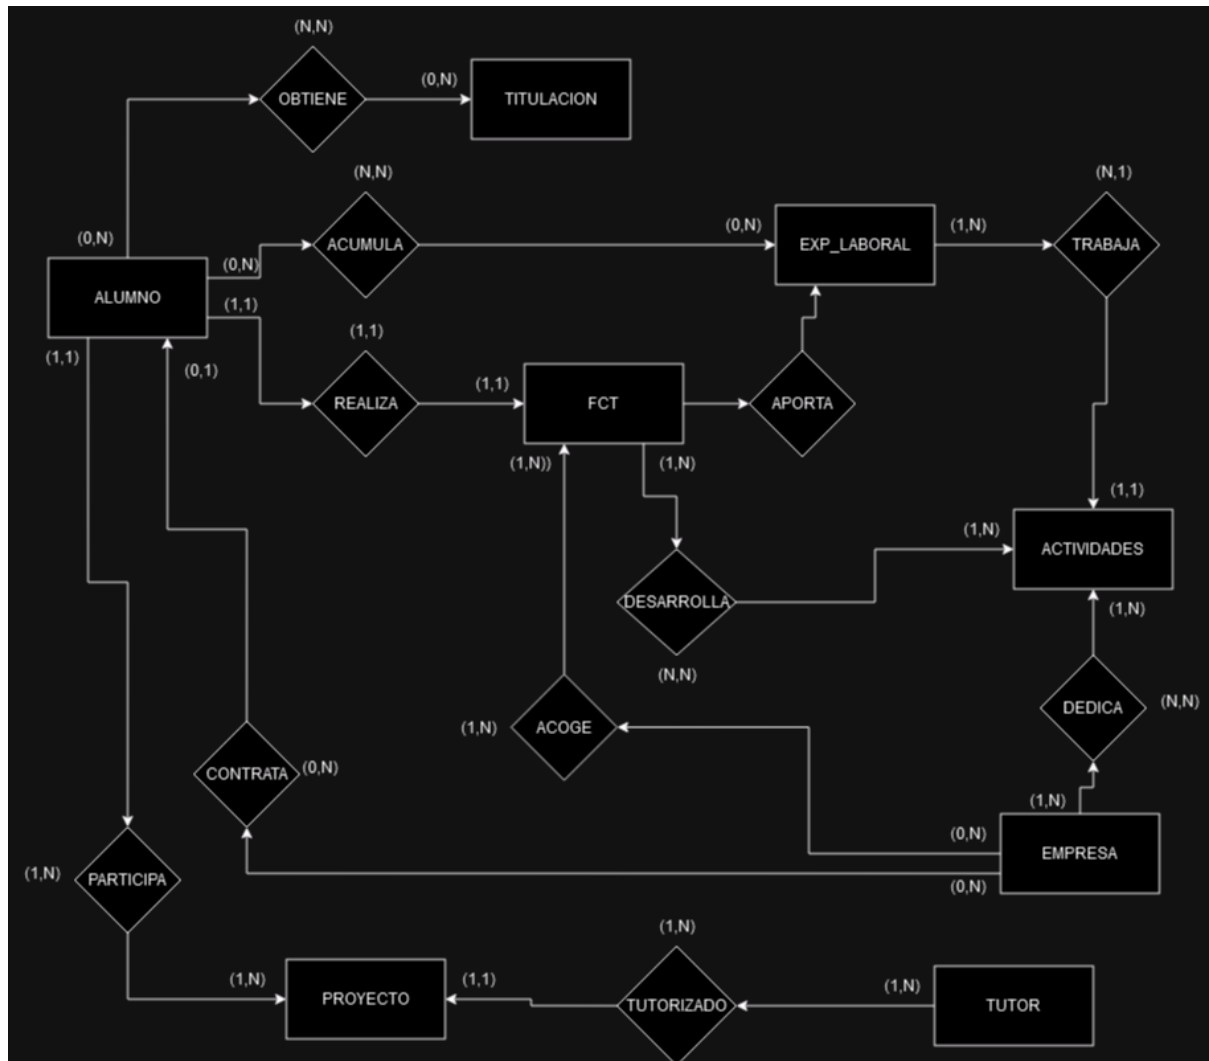 (N,N)
OBTIENE
(0,N)
TITULACION
(N,N)
(N,1)
(0,N)
ACUMULA
(0,N)
(0,N)
EXP_LABORAL
(1,N)
TRABAJA
ALUMNO
(1,1)
(1,1)
(1,1)
(0,1)
REALIZA
(1,1)
FCT
APORTA
(1,N))
(1,N)
(1,1)
(1,N)
ACTIVIDADES
DESARROLLA
(1,N)
(N,N)
DEDICA
(N,N)
(1,N)
ACOGE
CONTRATA
(0,N)
(1,N)
(0,N)
EMPRESA
(0,N)
(1,N)
PARTICIPA
(1,N)
(1,N)
PROYECTO
(1,1)
TUTORIZADO
(1,N)
TUTOR